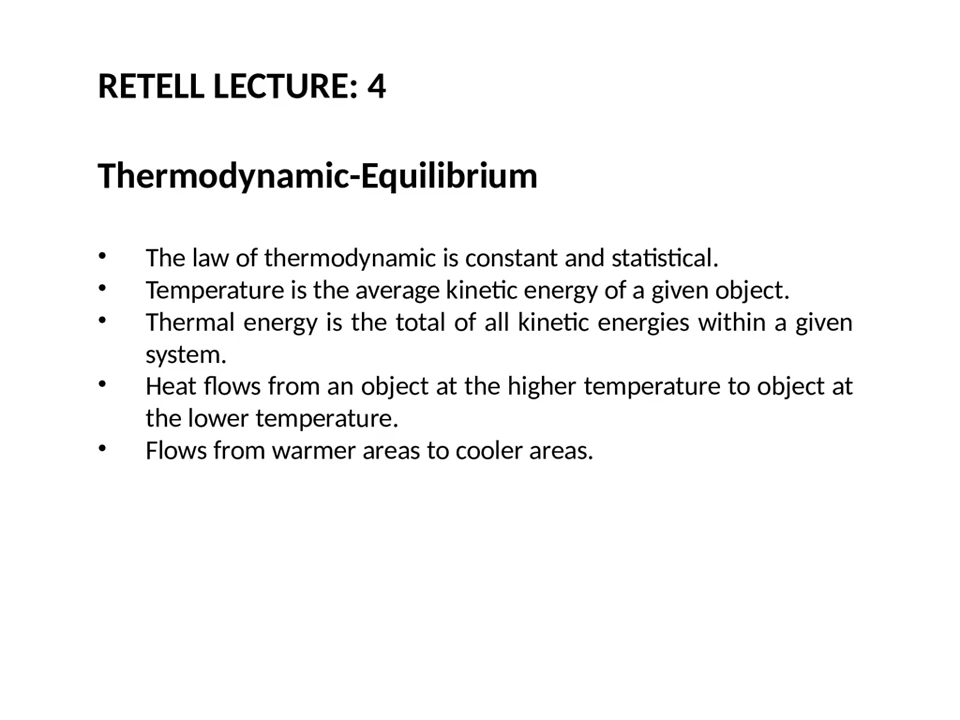 RETELL LECTURE: 4
Thermodynamic-Equilibrium
• The law of thermodynamic is constant and statistical.
• Temperature is the average kinetic energy of a given object.
• Thermal energy is the total of all kinetic energies within a given
system.
• Heat flows from an object at the higher temperature to object at
the lower temperature.
• Flows from warmer areas to cooler areas.